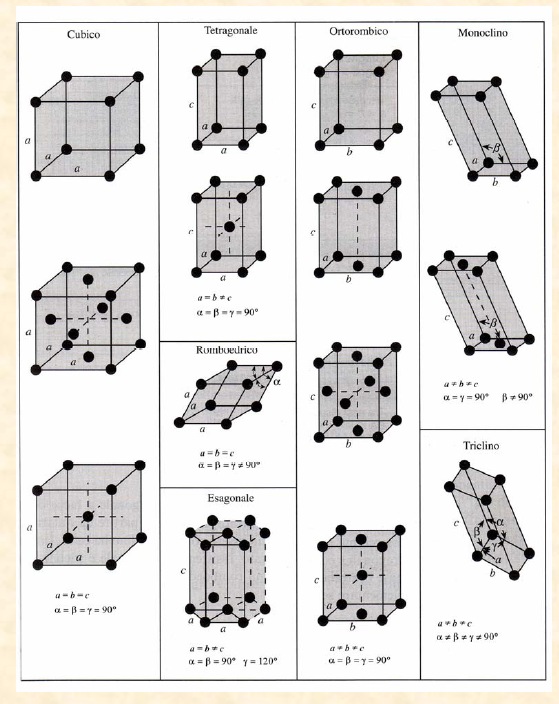 Cubico
a
a
a
a
a
a
a
a
a
a = b = c
α = β = γ = 90°
Tetragonale
c
a
a
c
a
a
a = b ≠ c
α = β = γ = 90°
Romboedrico
α
a
a
a
a = b = c
α = β = γ ≠ 90°
Esagonale
c
a
a
a
a = b ≠ c
α = β = 90° γ = 120°
Ortorombico
c
a
b
c
a
b
c
a
b
c
a
b
a ≠ b ≠ c
α = β = γ = 90°
Monoclino
c
β
a
b
c
β
a
b
a ≠ b ≠ c
α = γ = 90° β ≠ 90°
Triclino
c
α
β
γ
a
b
a ≠ b ≠ c
α ≠ β ≠ γ ≠ 90°